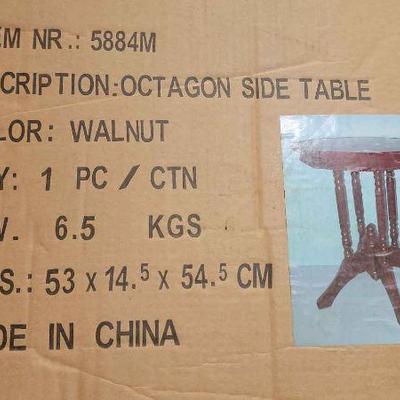 EM NR.: 5884M
SCRIPTION: OCTAGON SIDE TABLE
LOR: WALNUT
Y: 1 PC / CTN
W. 6.5 KGS
S.: 53 x 14.5 x 54.5 CM
DE IN CHINA